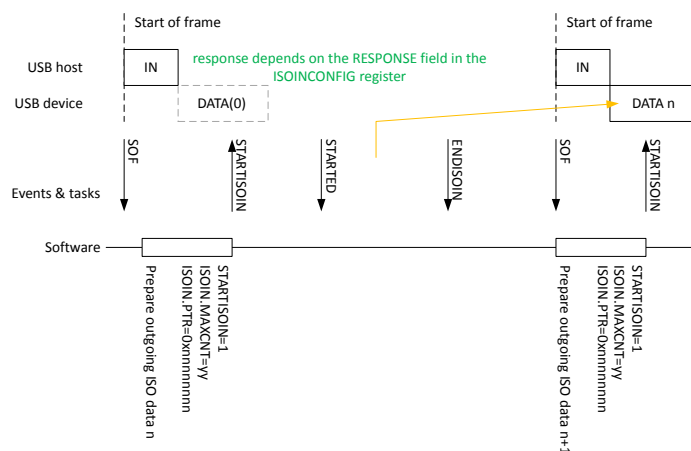 Start of frame
Start of frame
USB host
IN
response depends on the RESPONSE field in the
ISOINCONFIG register
IN
USB device
DATA(0)
DATA n
Events & tasks
SOF
STARTISOIN
STARTED
ENDISOIN
SOF
STARTISOIN
Software
STARTISOIN=1
ISOIN.MAXCNT=yy
ISOIN.PTR=0xnnnnnnnn
Prepare outgoing ISO data n
STARTISOIN=1
ISOIN.MAXCNT=yy
ISOIN.PTR=0xnnnnnnnn
Prepare outgoing ISO data n+1